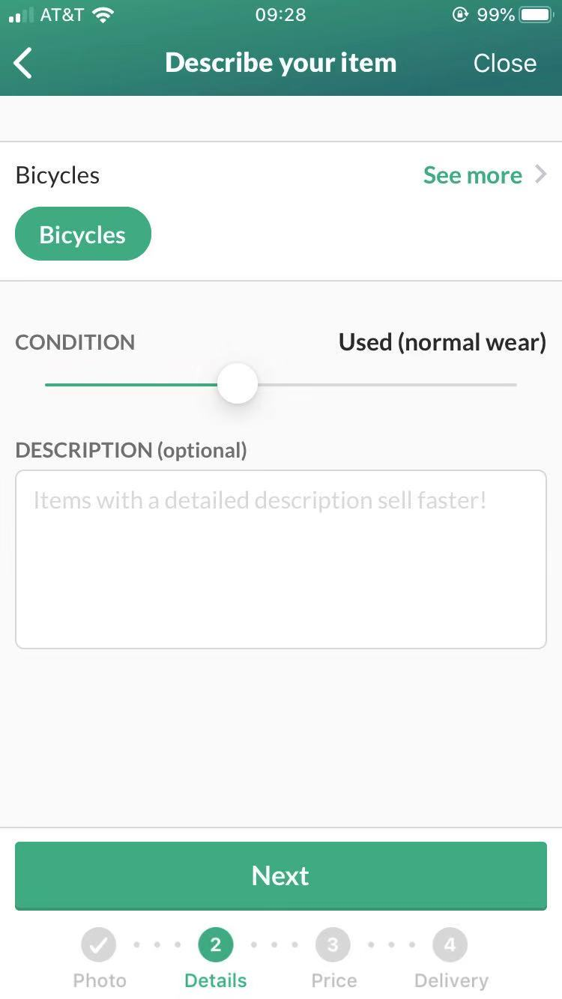 AT&T 09:28 99%
Describe your item Close
Bicycles See more
Bicycles
CONDITION Used (normal wear)
DESCRIPTION (optional)
Items with a detailed description sell faster!
Next
2 3 4
Photo Details Price Delivery